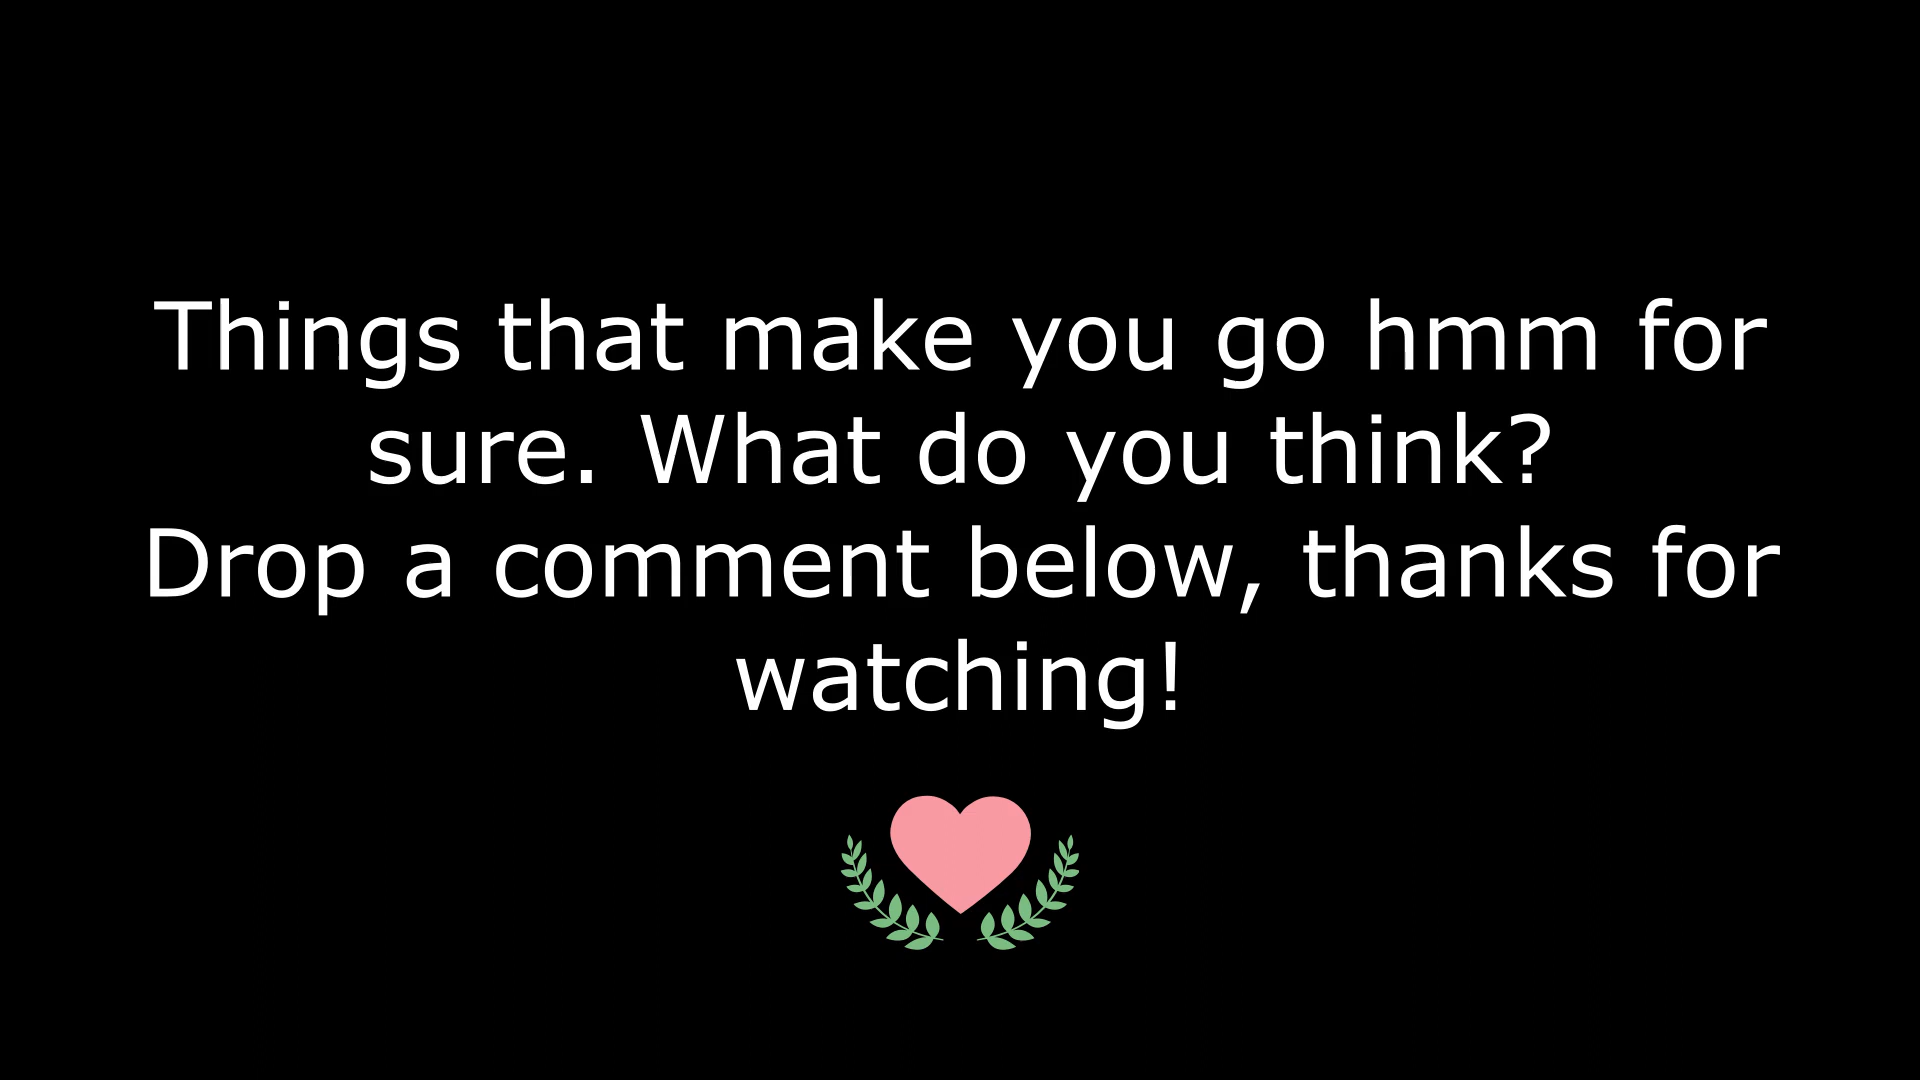 Things that make you go hmm for
sure. What do you think?
Drop a comment below, thanks for
watching!